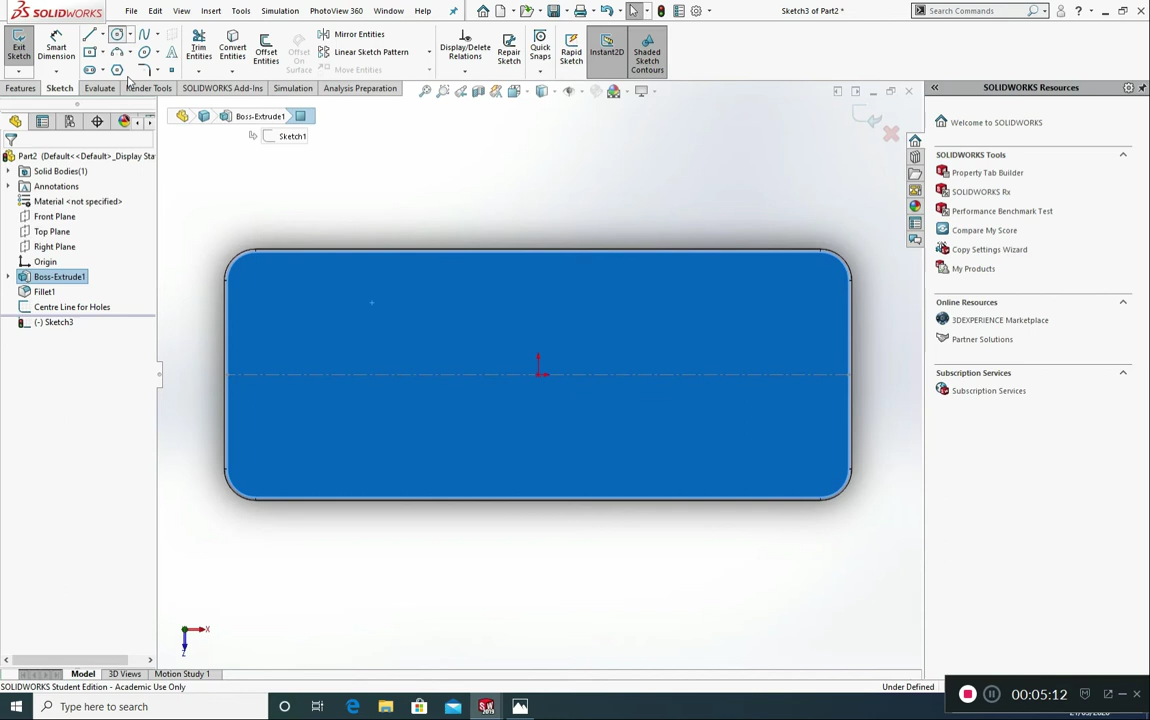 SOLIDWORKS
File
Edit
View
Insert
Tools
Simulation
PhotoView 360
Window
Help
Sketch3 of Part2 *
Search Commands
Exit Sketch
Smart Dimension
Trim Entities
Convert Entities
Offset Entities
Offset On Surface
Mirror Entities
Linear Sketch Pattern
Move Entities
Display/Delete Relations
Repair Sketch
Quick Snaps
Rapid Sketch
Instant2D
Shaded Sketch Contours
Features
Sketch
Evaluate
Render Tools
SOLIDWORKS Add-Ins
Simulation
Analysis Preparation
SOLIDWORKS Resources
Boss-Extrude1
Sketch1
Part2 (Default<<Default>_Display Sta
Solid Bodies(1)
Annotations
Material <not specified>
Front Plane
Top Plane
Right Plane
Origin
Boss-Extrude1
Fillet1
Centre Line for Holes
(-) Sketch3
Welcome to SOLIDWORKS
SOLIDWORKS Tools
Property Tab Builder
SOLIDWORKS Rx
Performance Benchmark Test
Compare My Score
Copy Settings Wizard
My Products
Online Resources
3DEXPERIENCE Marketplace
Partner Solutions
Subscription Services
Subscription Services
X
Z
Model
3D Views
Motion Study 1
SOLIDWORKS Student Edition - Academic Use Only
Under Defined
Type here to search
00:05:12